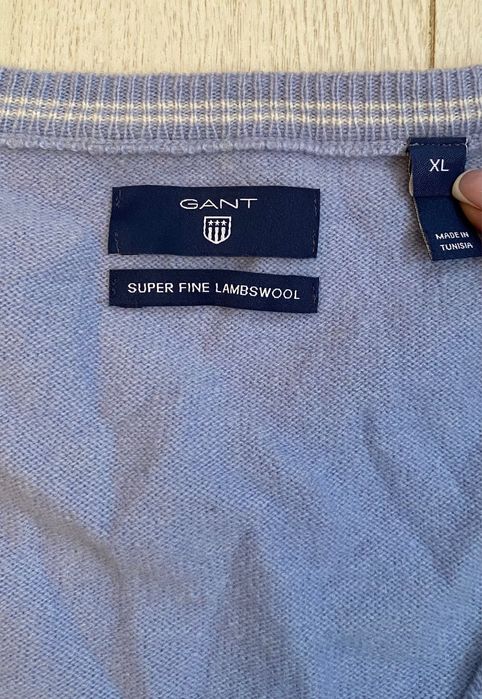 GANT
SUPER FINE LAMBSWOOL
XL
MADE IN
TUNISIA